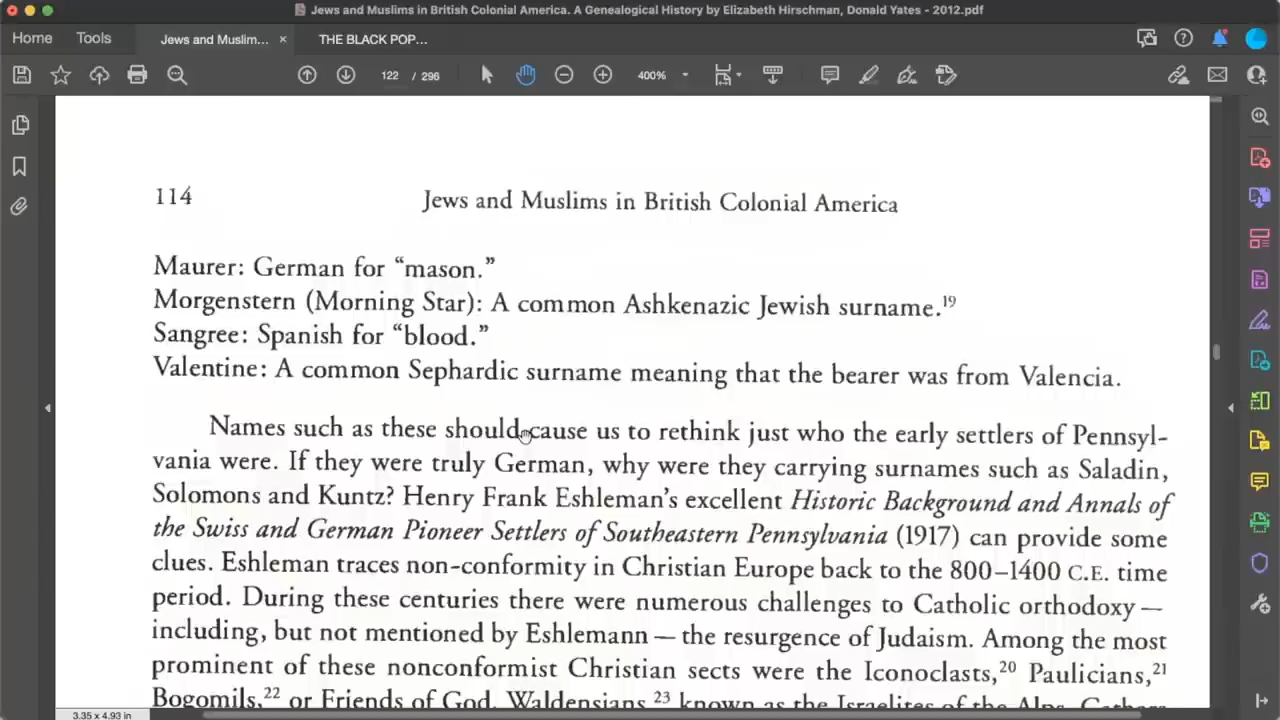 Jews and Muslims in British Colonial America. A Genealogical History by Elizabeth Hirschman, Donald Yates - 2012.pdf
Home Tools Jews and Muslim... × THE BLACK POP...
122 / 296 400%
114 Jews and Muslims in British Colonial America
Maurer: German for “mason.”
Morgenstern (Morning Star): A common Ashkenazic Jewish surname.19
Sangree: Spanish for “blood.”
Valentine: A common Sephardic surname meaning that the bearer was from Valencia.
Names such as these should cause us to rethink just who the early settlers of Pennsyl-
vania were. If they were truly German, why were they carrying surnames such as Saladin,
Solomons and Kuntz? Henry Frank Eshleman’s excellent Historic Background and Annals of
the Swiss and German Pioneer Settlers of Southeastern Pennsylvania (1917) can provide some
clues. Eshleman traces non-conformity in Christian Europe back to the 800–1400 C.E. time
period. During these centuries there were numerous challenges to Catholic orthodoxy —
including, but not mentioned by Eshlemann — the resurgence of Judaism. Among the most
prominent of these nonconformist Christian sects were the Iconoclasts,20 Paulicians,21
Bogomils,22 or Friends of God, Waldensians,23 known as the Israelites of the Alps, Cathars
3.35 x 4.93 in